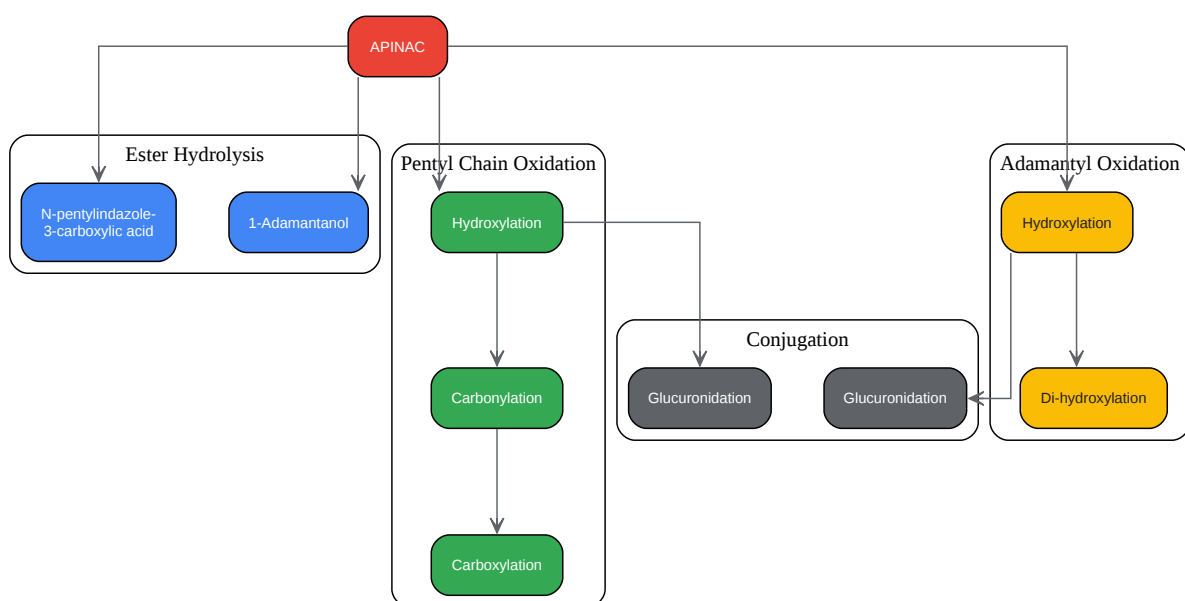 APINAC
Ester Hydrolysis
N-pentylindazole-
3-carboxylic acid
1-Adamantanol
Pentyl Chain Oxidation
Hydroxylation
Carbonylation
Carboxylation
Conjugation
Glucuronidation
Glucuronidation
Adamantyl Oxidation
Hydroxylation
Di-hydroxylation